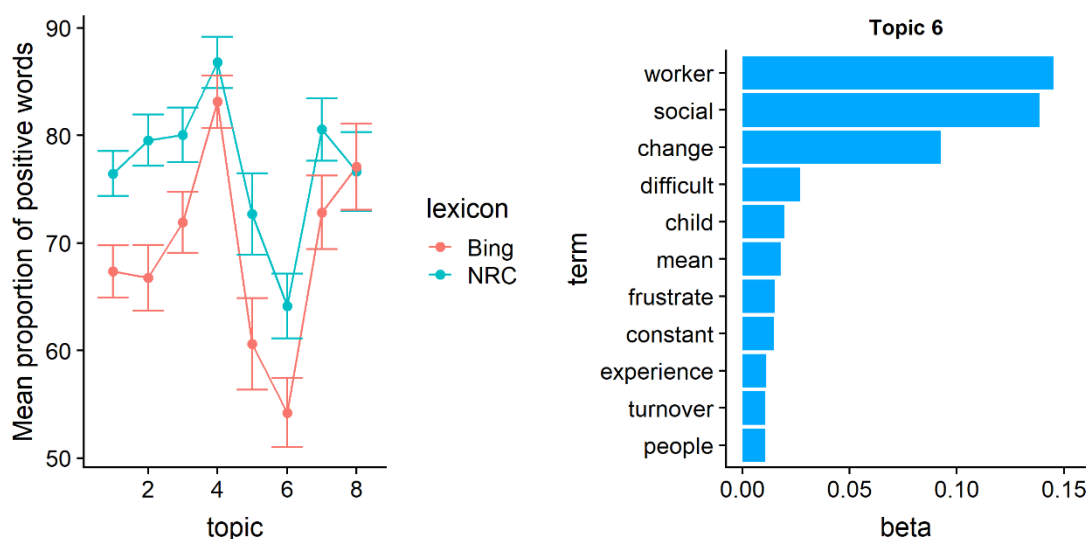 Mean proportion of positive words
90
80
70
60
50
2
4
6
8
topic
lexicon
Bing
NRC
Topic 6
term
worker
social
change
difficult
child
mean
frustrate
constant
experience
turnover
people
0.00
0.05
0.10
0.15
beta